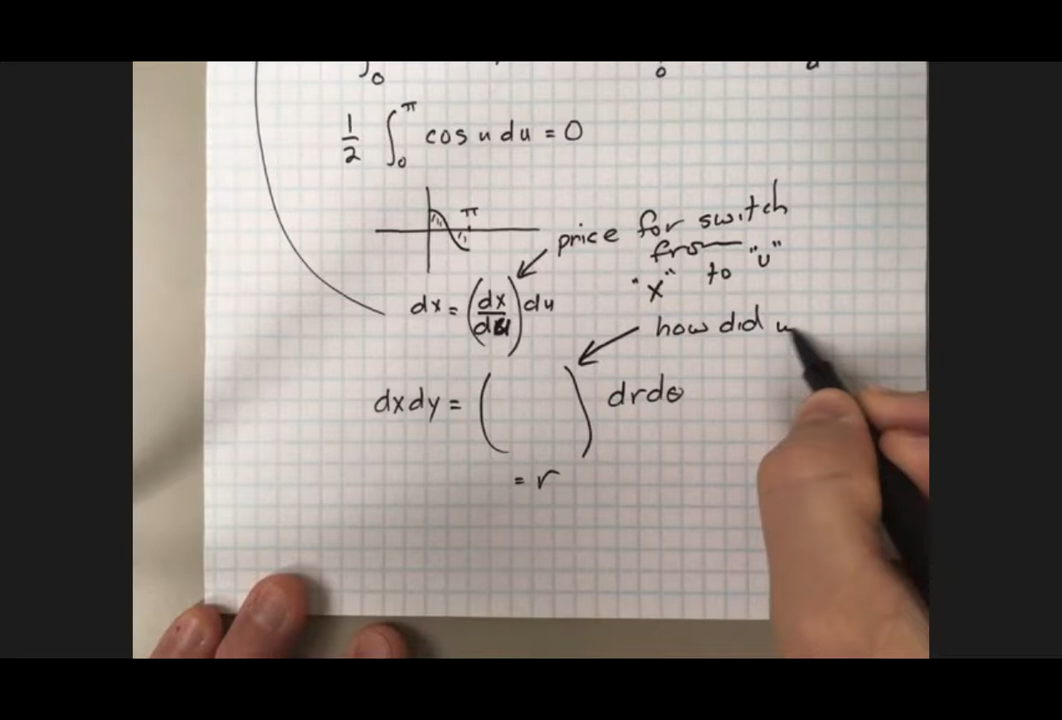 1/2 ∫₀^π cos u du = 0
π
price for switch
from
"x" to "u"
dx = (dx/du) du
how did
dxdy = ( ) drdθ
= r